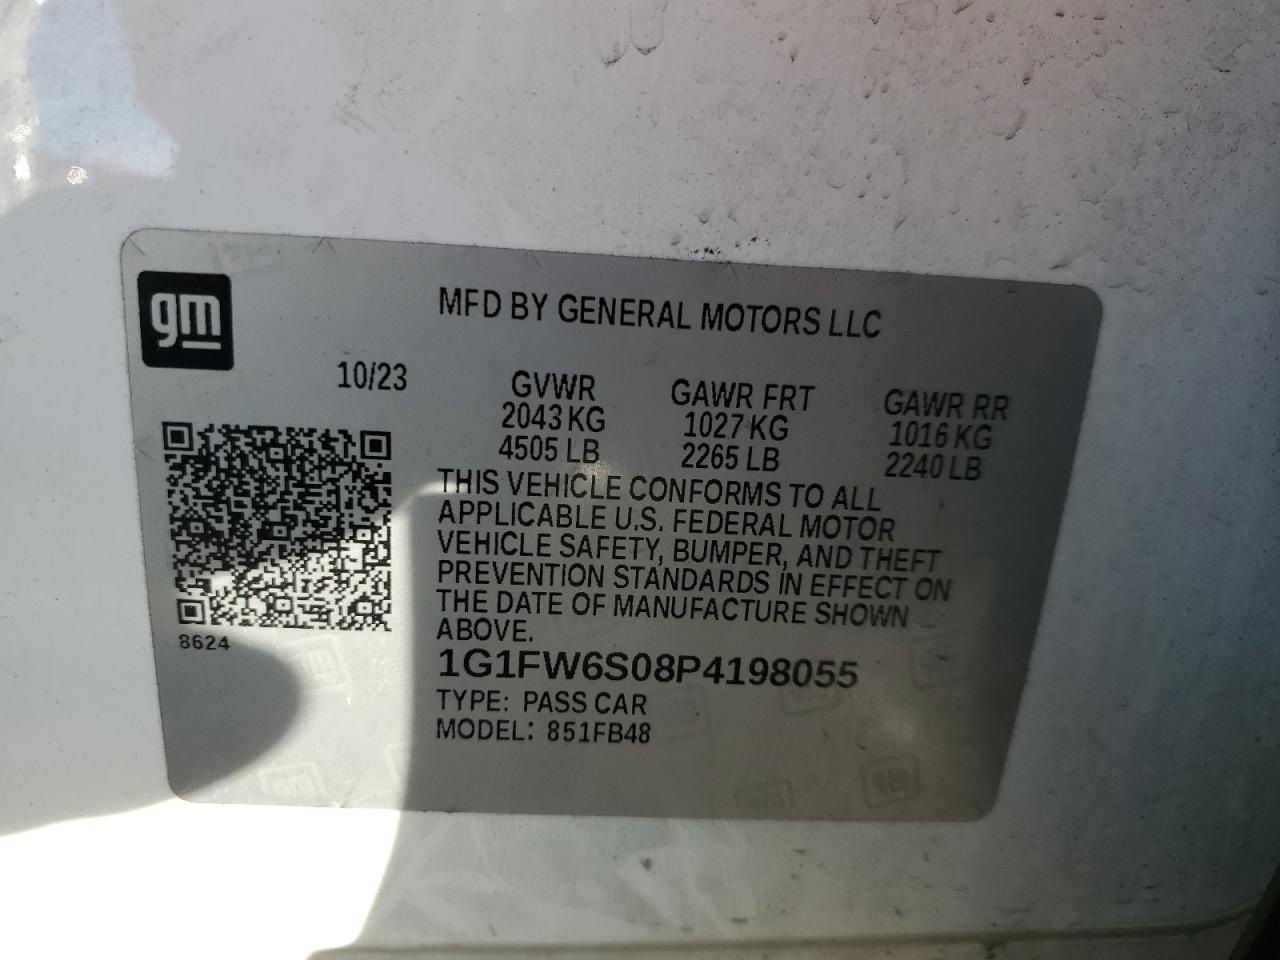 gm
MFD BY GENERAL MOTORS LLC
10/23 GVWR GAWR FRT GAWR RR
2043 KG 1027 KG 1016 KG
4505 LB 2265 LB 2240 LB
THIS VEHICLE CONFORMS TO ALL
APPLICABLE U.S. FEDERAL MOTOR
VEHICLE SAFETY, BUMPER, AND THEFT
PREVENTION STANDARDS IN EFFECT ON
THE DATE OF MANUFACTURE SHOWN
ABOVE.
8624
1G1FW6S08P4198055
TYPE: PASS CAR
MODEL: 851FB48